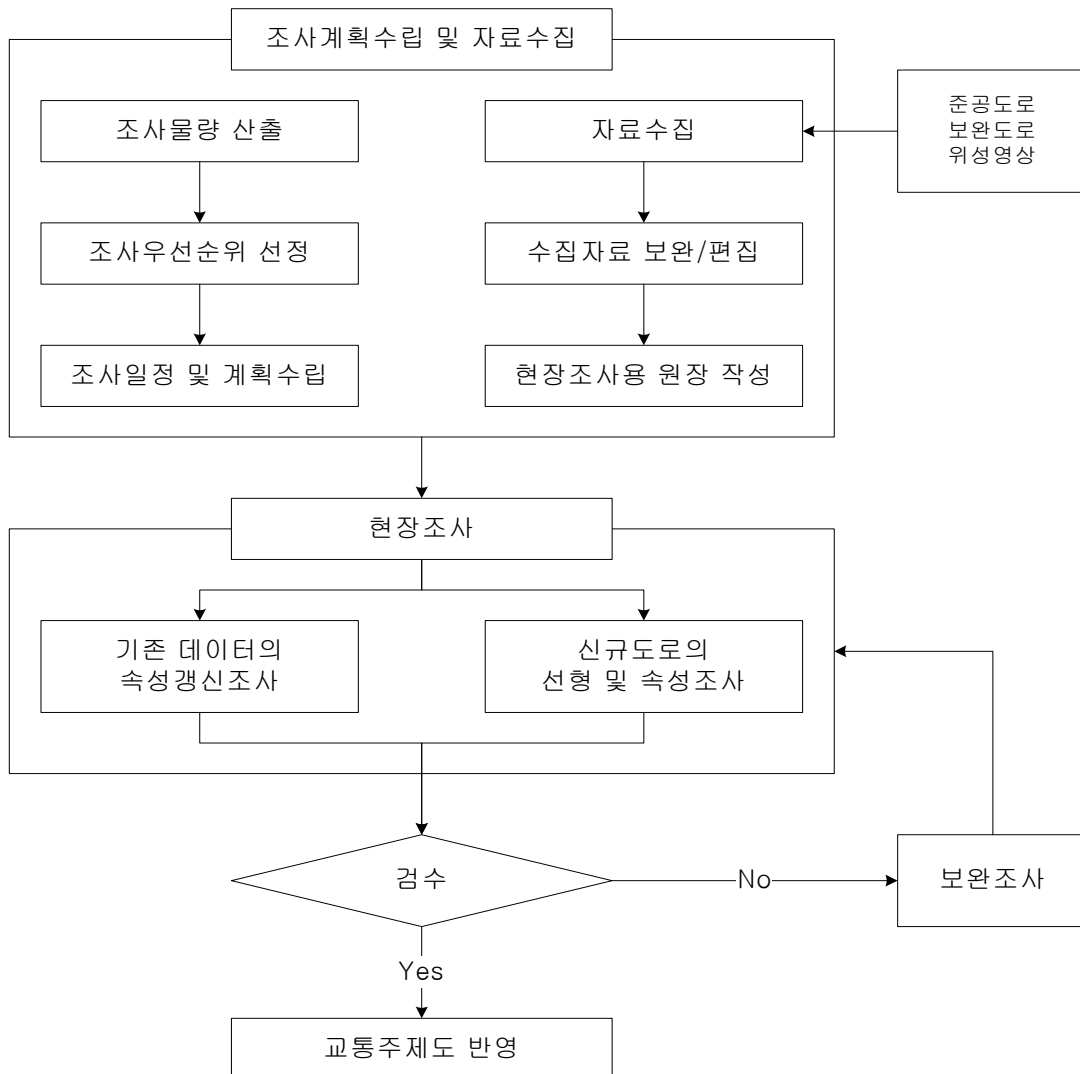 조사계획수립 및 자료수집
조사물량 산출
자료수집
준공도로
보완도로
위성영상
조사우선순위 선정
수집자료 보완/편집
조사일정 및 계획수립
현장조사용 원장 작성
현장조사
기존 데이터의
속성갱신조사
신규도로의
선형 및 속성조사
검수
No
보완조사
Yes
교통주제도 반영